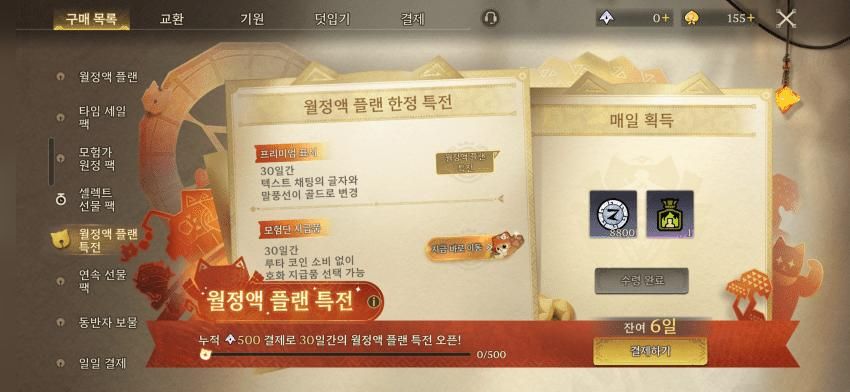 구매 목록
교환
기원
덧입기
결제
0+
155+
월정액 플랜
타임 세일
팩
모험가
원정 팩
셀렉트
선물 팩
월정액 플랜
특전
연속 선물
팩
동반자 보물
일일 결제
월정액 플랜 한정 특전
프리미엄 표시
30일간
텍스트 채팅의 글자와
말풍선이 골드로 변경
월정액 플랜
특전
모험단 지급품
30일간
루타 코인 소비 없이
호화 지급품 선택 가능
지금 바로 이동
월정액 플랜 특전
누적 500 결제로 30일간의 월정액 플랜 특전 오픈!
0/500
매일 획득
8800
1
수령 완료
잔여 6일
결제하기